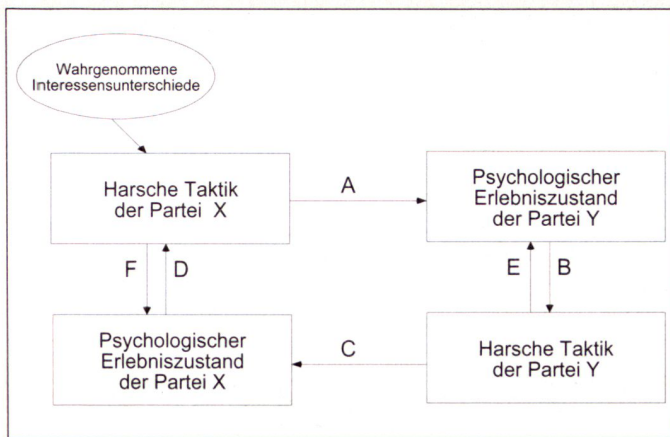 Wahrgenommene
Interessensunterschiede
Harsche Taktik
der Partei X
A
Psychologischer
Erlebniszustand
der Partei Y
F
D
E
B
Psychologischer
Erlebniszustand
der Partei X
C
Harsche Taktik
der Partei Y